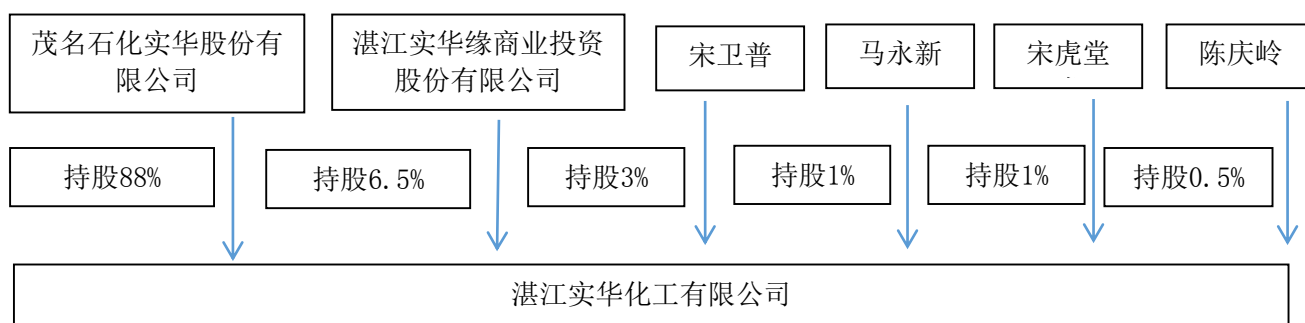 茂名石化实华股份有
限公司
湛江实华缘商业投资
股份有限公司
宋卫普
马永新
宋虎堂
陈庆岭
持股88%
持股6.5%
持股3%
持股1%
持股1%
持股0.5%
湛江实华化工有限公司